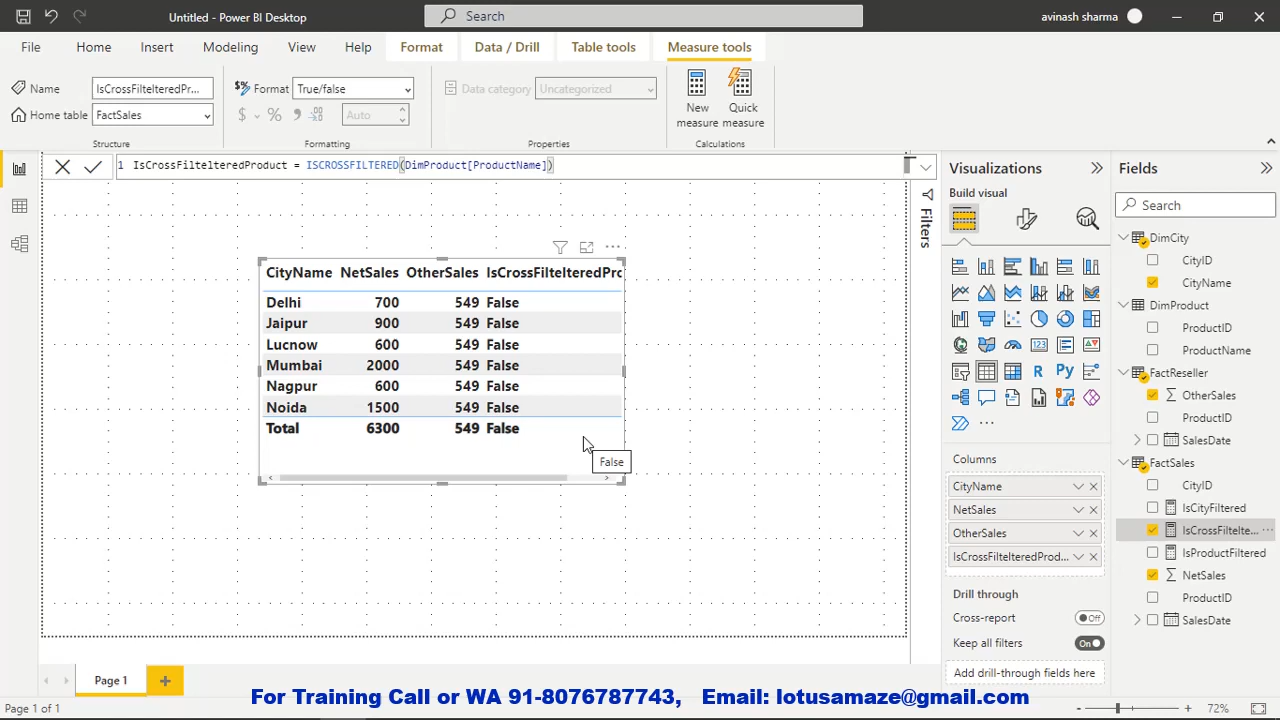 Untitled - Power BI Desktop
Search
avinash sharma
File
Home
Insert
Modeling
View
Help
Format
Data / Drill
Table tools
Measure tools
Name
IsCrossFilteIteredPr...
Format
True/false
Data category
Uncategorized
New
measure
Quick
measure
Home table
FactSales
$
%
Auto
Structure
Formatting
Properties
Calculations
1 IsCrossFilteIteredProduct = ISCROSSFILTERED(DimProduct[ProductName])
CityName NetSales OtherSales IsCrossFilteIteredPro
Delhi 700 549 False
Jaipur 900 549 False
Lucnow 600 549 False
Mumbai 2000 549 False
Nagpur 600 549 False
Noida 1500 549 False
Total 6300 549 False
False
Filters
Visualizations
Build visual
123
R
Py
Columns
CityName
NetSales
OtherSales
IsCrossFilteIteredProd...
Drill through
Cross-report
Off
Keep all filters
On
Add drill-through fields here
Fields
Search
DimCity
CityID
CityName
DimProduct
ProductID
ProductName
FactReseller
OtherSales
ProductID
SalesDate
FactSales
CityID
IsCityFiltered
IsCrossFilteIte...
IsProductFiltered
NetSales
ProductID
SalesDate
Page 1
For Training Call or WA 91-8076787743, Email: lotusamaze@gmail.com
Page 1 of 1
- + 72%